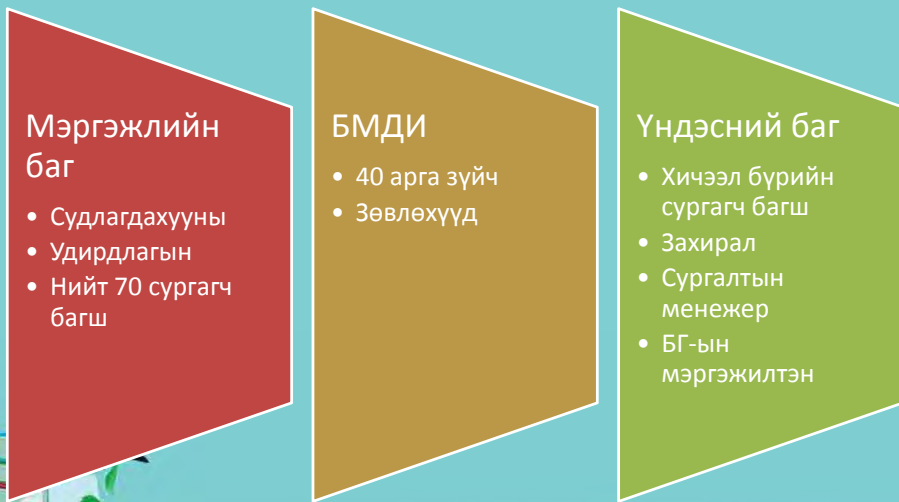 Мэргэжлийн
баг
• Судлагдахууны
• Удирдлагын
• Нийт 70 сургагч
багш
БМДИ
• 40 арга зүйч
• Зөвлөхүүд
Үндэсний баг
• Хичээл бүрийн
сургагч багш
• Захирал
• Сургалтын
менежер
• БГ-ын
мэргэжилтэн